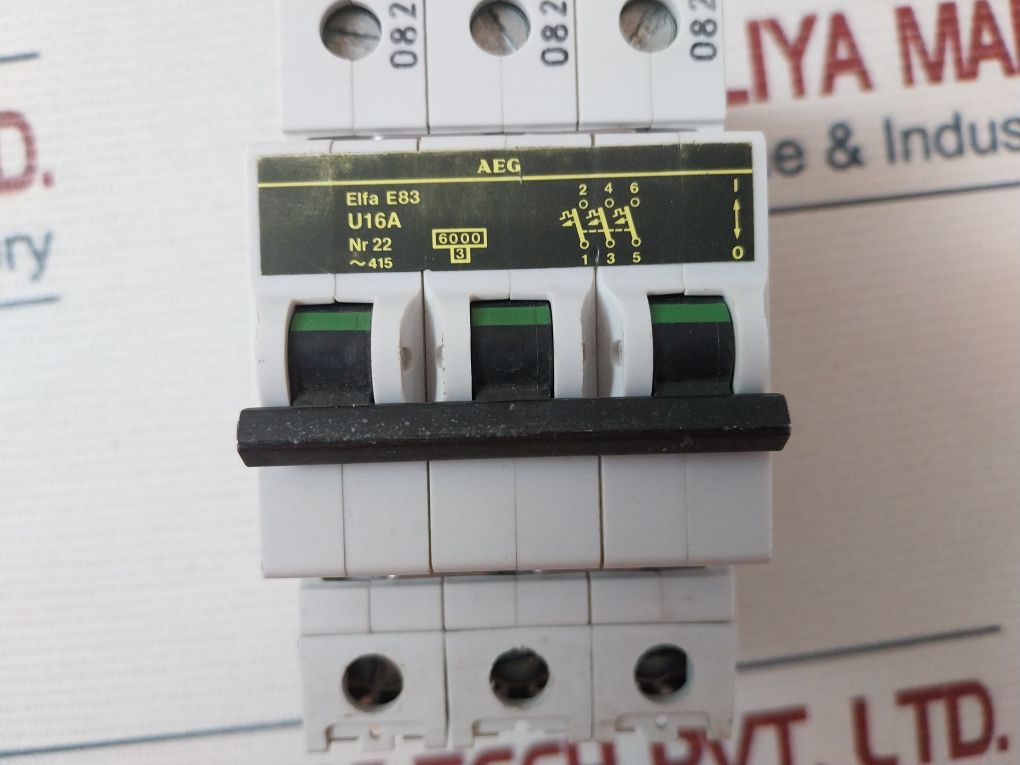 082 082 082
LIYA MA
D.
& Indus
ry
AEG
Elfa E83
U16A
Nr 22
~415
6000
3
2 4 6
1 3 5
I
O
TECH PVT. LTD.